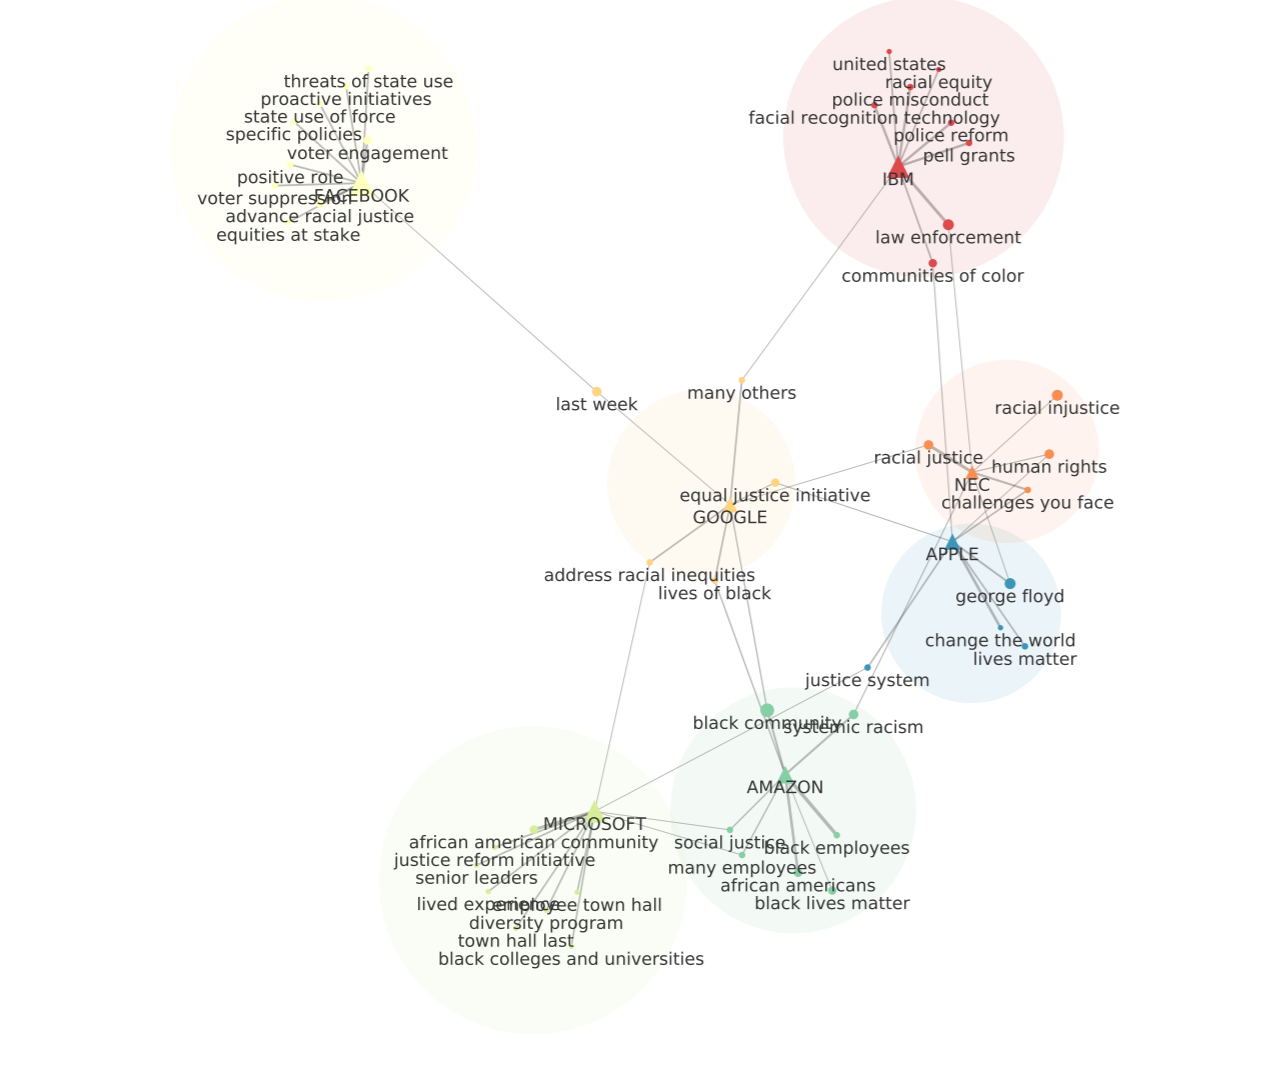 threats of state use
proactive initiatives
state use of force
specific policies
voter engagement
positive role
FACEBOOK
voter suppression
advance racial justice
equities at stake
united states
racial equity
police misconduct
facial recognition technology
police reform
pell grants
IBM
law enforcement
communities of color
last week
many others
racial injustice
racial justice
human rights
NEC
challenges you face
equal justice initiative
GOOGLE
APPLE
address racial inequities
lives of black
george floyd
change the world
lives matter
justice system
black community
systemic racism
AMAZON
social justice
black employees
many employees
african americans
black lives matter
MICROSOFT
african american community
justice reform initiative
senior leaders
lived experience
employee town hall
diversity program
town hall last
black colleges and universities